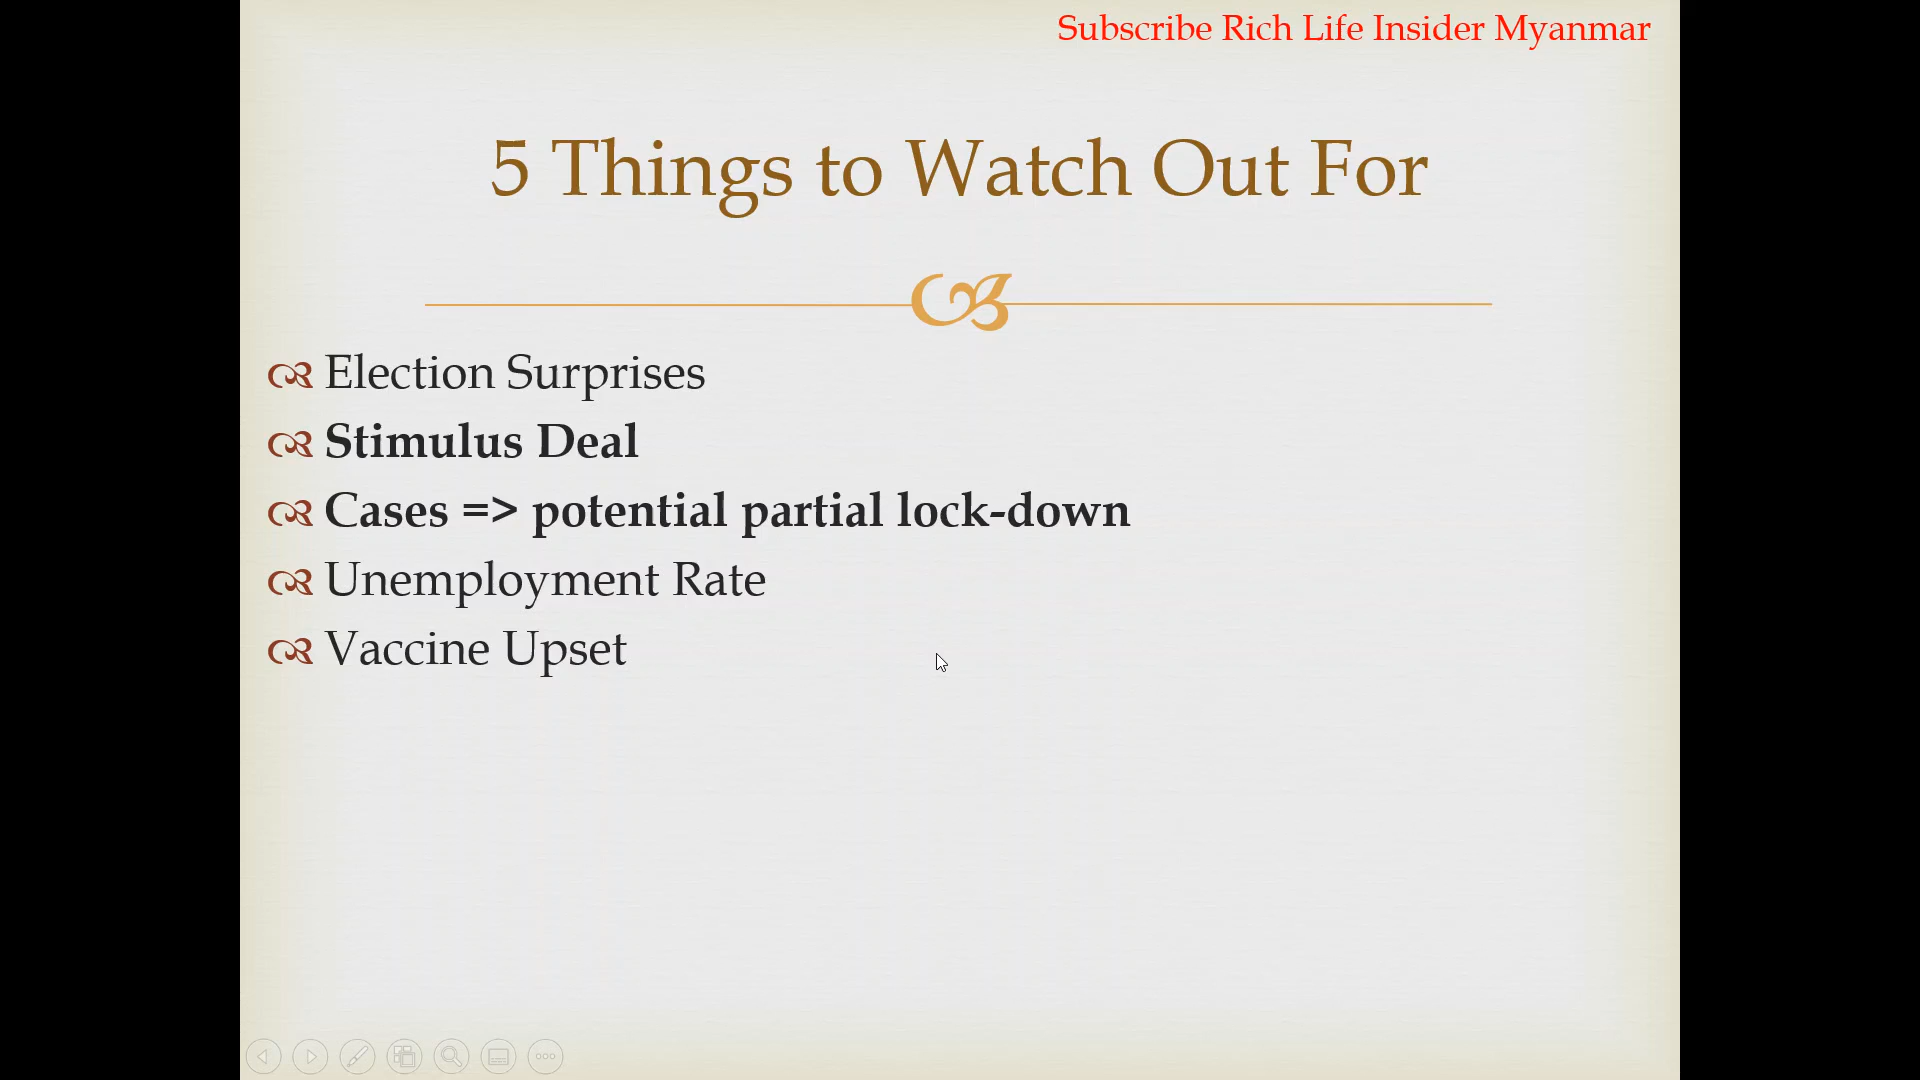 Subscribe Rich Life Insider Myanmar
5 Things to Watch Out For
Election Surprises
Stimulus Deal
Cases => potential partial lock-down
Unemployment Rate
Vaccine Upset